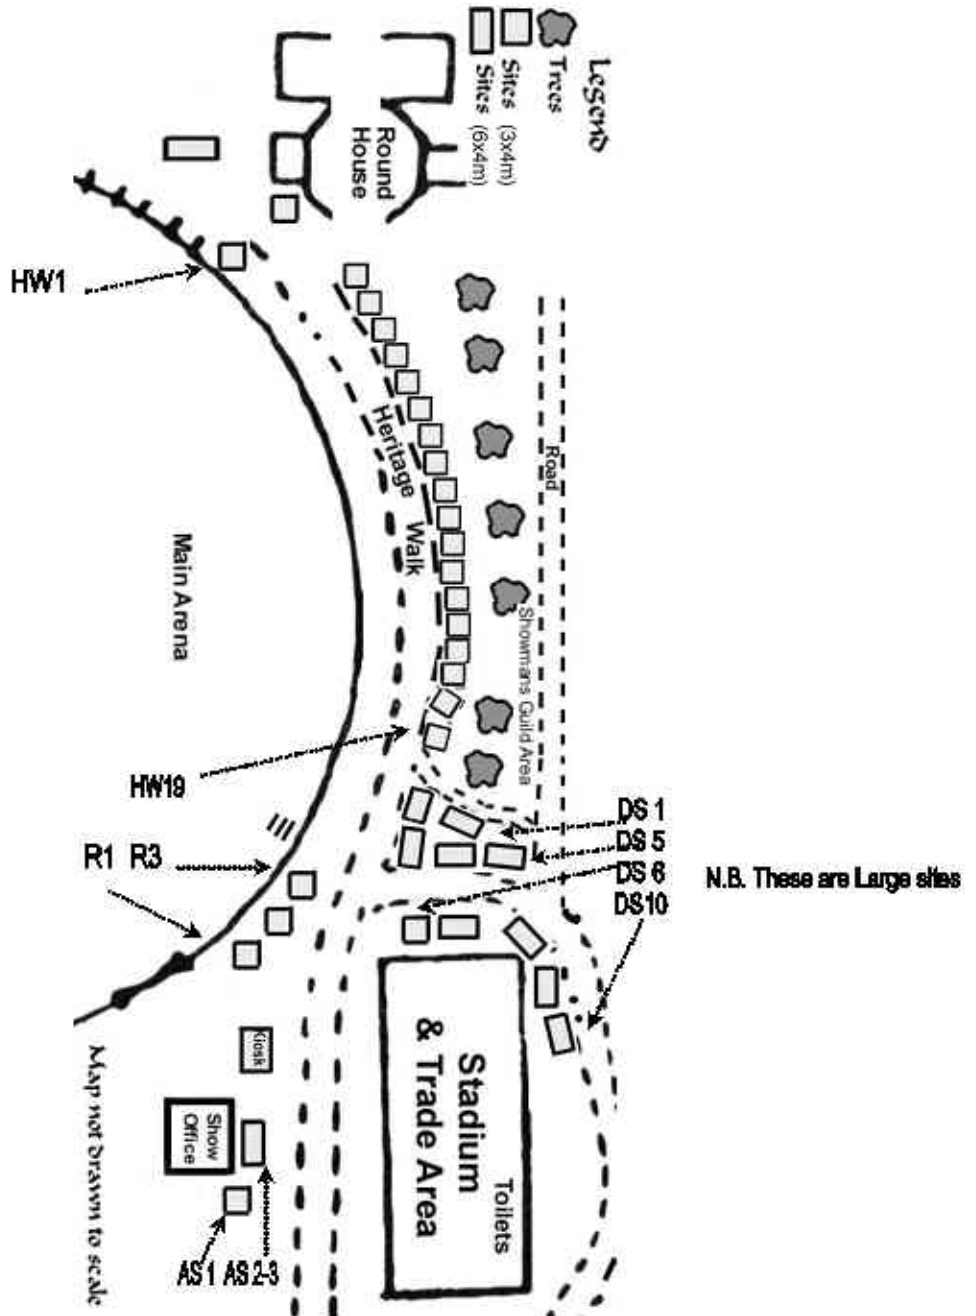 Legend
Trees
Sites (3x4m)
Sites (6x4m)
Round
House
HW1
Road
Heritage
Walk
Main Arena
Showmans Guild Area
HW19
R1 R3
DS 1
DS 5
DS 6
DS10
N.B. These are Large sites
Kiosk
Show
Office
Stadium
& Trade Area
Toilets
AS 1 AS 2-3
Map not drawn to scale